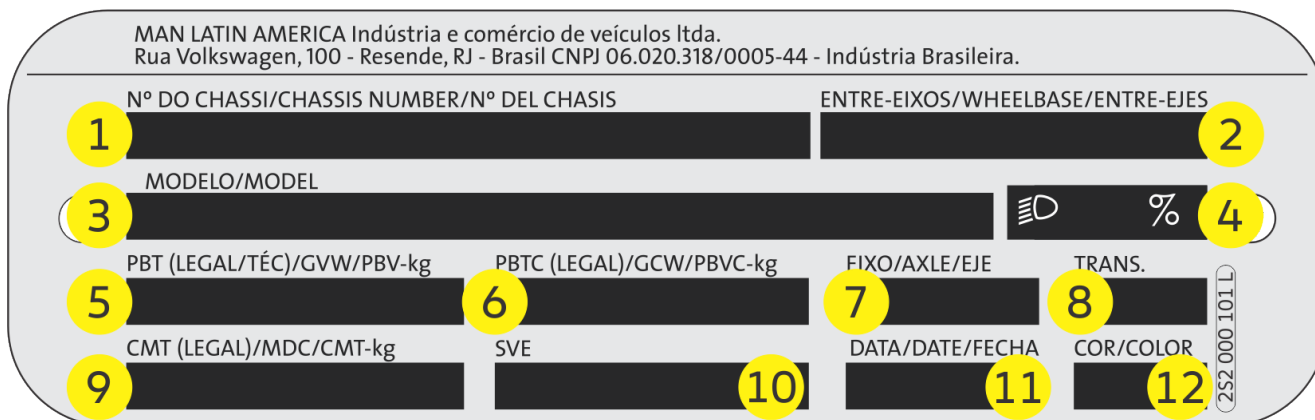 MAN LATIN AMERICA Indústria e comércio de veículos ltda.
Rua Volkswagen, 100 - Resende, RJ - Brasil CNPJ 06.020.318/0005-44 - Indústria Brasileira.
Nº DO CHASSI/CHASSIS NUMBER/Nº DEL CHASIS ENTRE-EIXOS/WHEELBASE/ENTRE-EJES
1 2
MODELO/MODEL
3 % 4
PBT (LEGAL/TÉC)/GVW/PBV-kg PBTC (LEGAL)/GCW/PBVC-kg EIXO/AXLE/EJE TRANS.
5 6 7 8
CMT (LEGAL)/MDC/CMT-kg SVE DATA/DATE/FECHA COR/COLOR
9 10 11 12
2S2 000 101 L